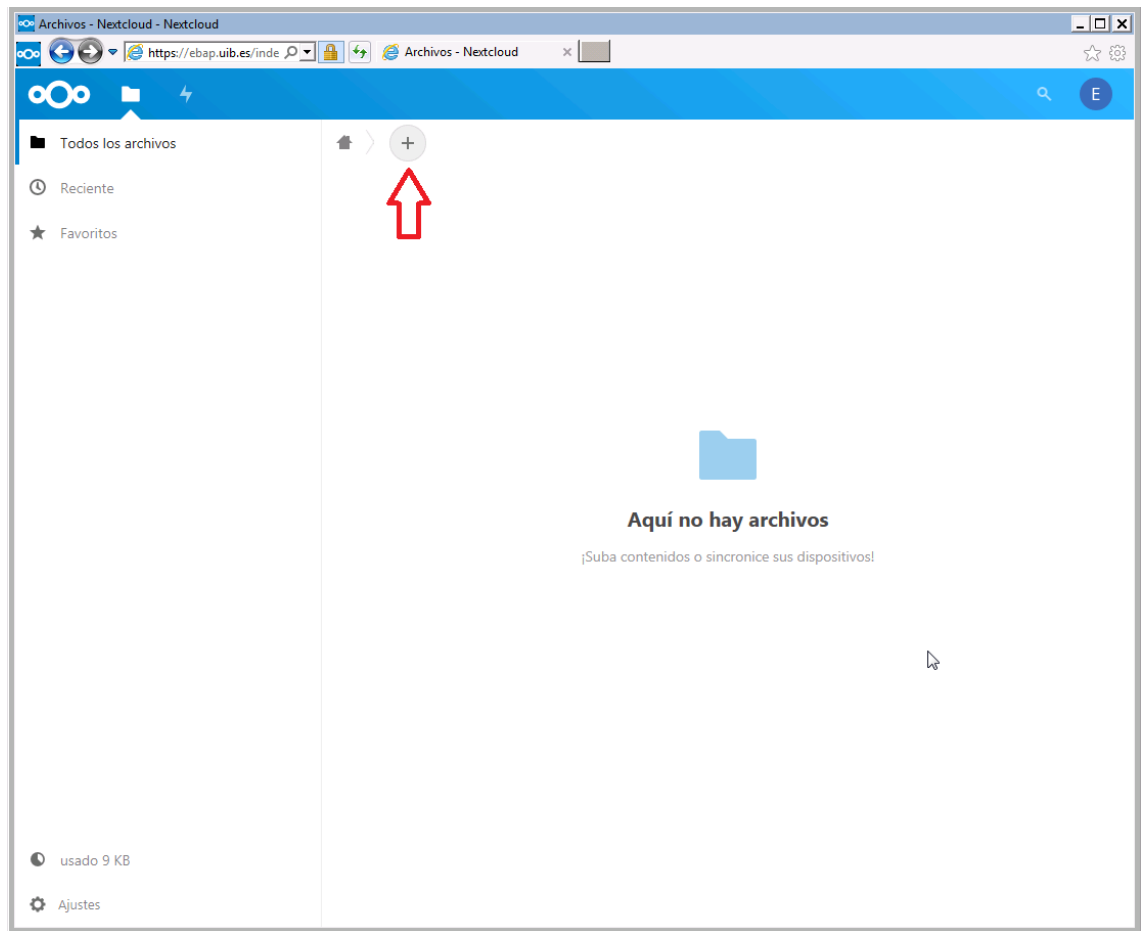 Archivos - Nextcloud - Nextcloud
https://ebap.uib.es/inde
Archivos - Nextcloud
E
Todos los archivos
Reciente
Favoritos
Aquí no hay archivos
¡Suba contenidos o sincronice sus dispositivos!
usado 9 KB
Ajustes